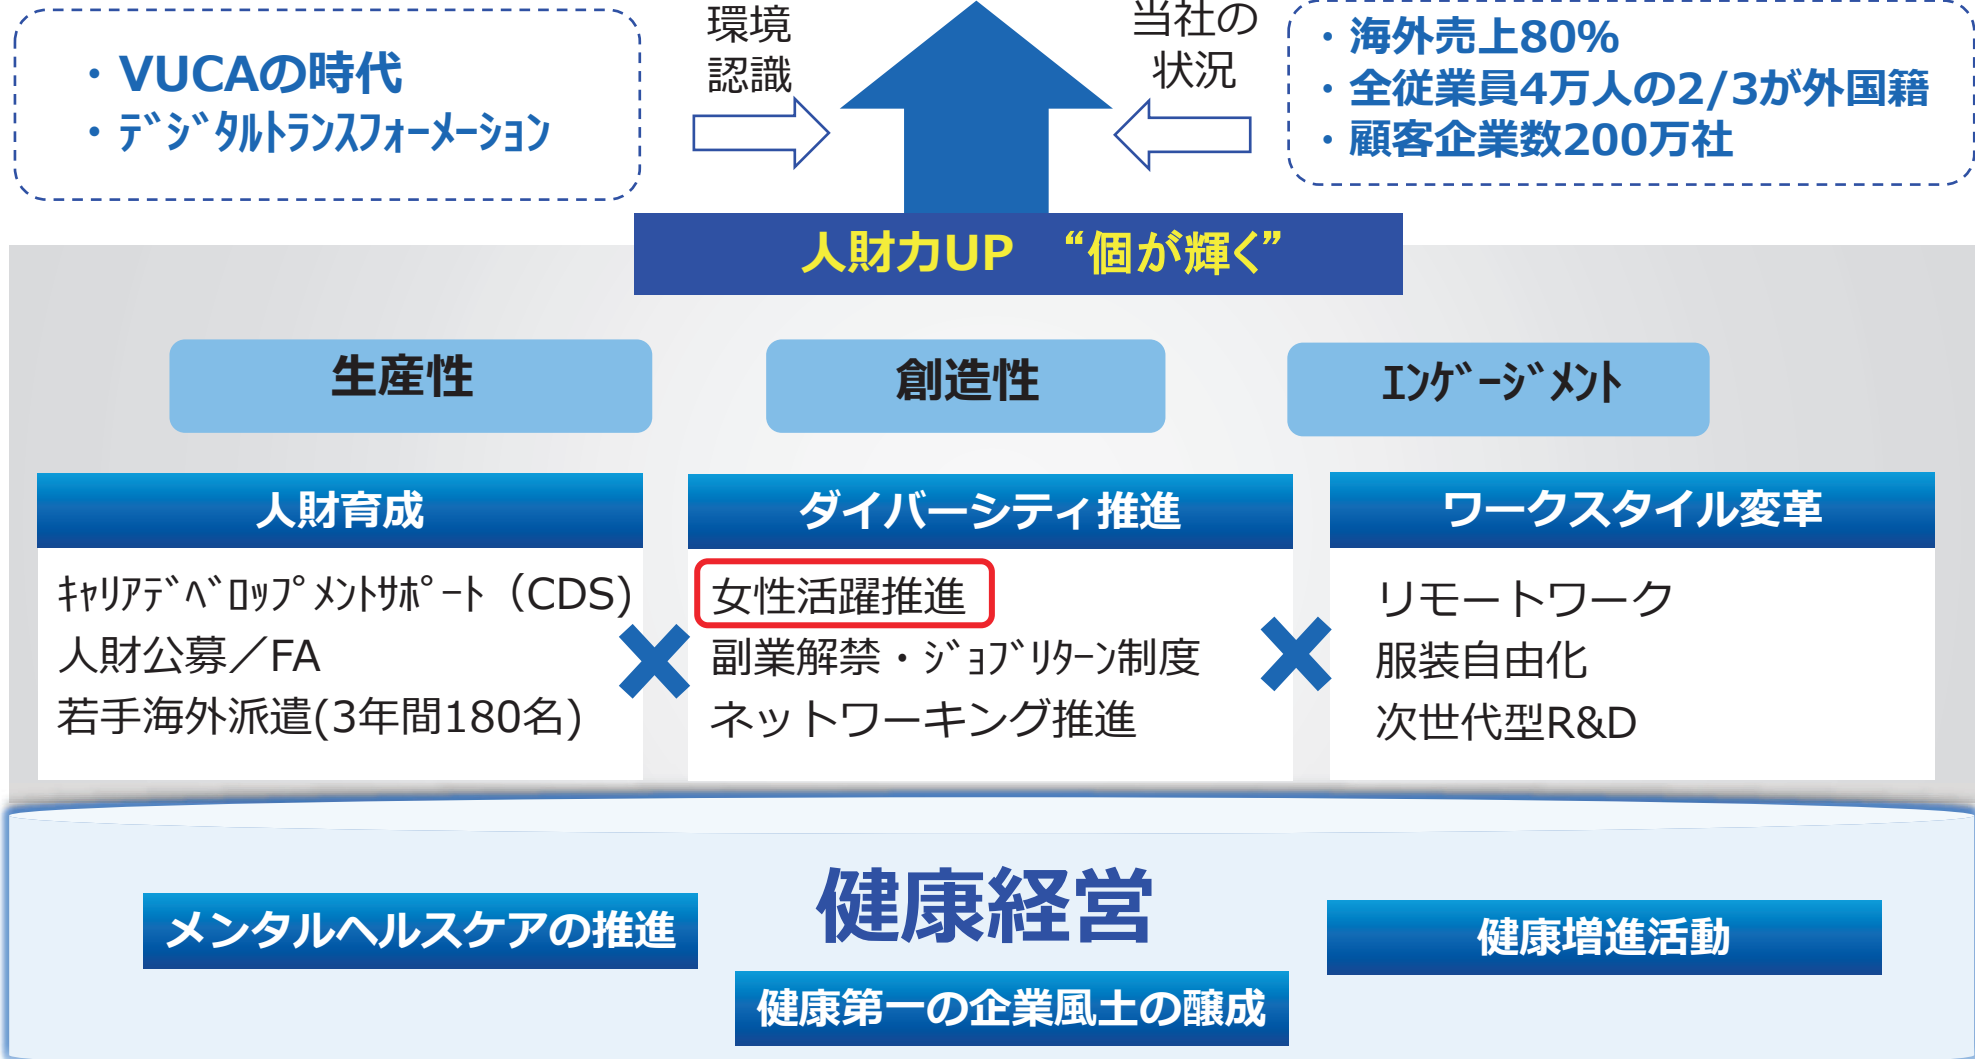 環境
認識
当社の
状況
・VUCAの時代
・ﾃﾞｼﾞﾀﾙﾄﾗﾝｽﾌｫｰﾒｰｼｮﾝ
・海外売上80%
・全従業員4万人の2/3が外国籍
・顧客企業数200万社
人財力UP “個が輝く”
生産性
創造性
ｴﾝｹﾞｰｼﾞﾒﾝﾄ
人財育成
ｷｬﾘｱﾃﾞﾍﾞﾛｯﾌﾟﾒﾝﾄｻﾎﾟｰﾄ（CDS)
人財公募／FA
若手海外派遣(3年間180名)
ダイバーシティ推進
女性活躍推進
副業解禁・ｼﾞｮﾌﾞﾘﾀｰﾝ制度
ネットワーキング推進
ワークスタイル変革
リモートワーク
服装自由化
次世代型R&D
健康経営
メンタルヘルスケアの推進
健康第一の企業風土の醸成
健康増進活動